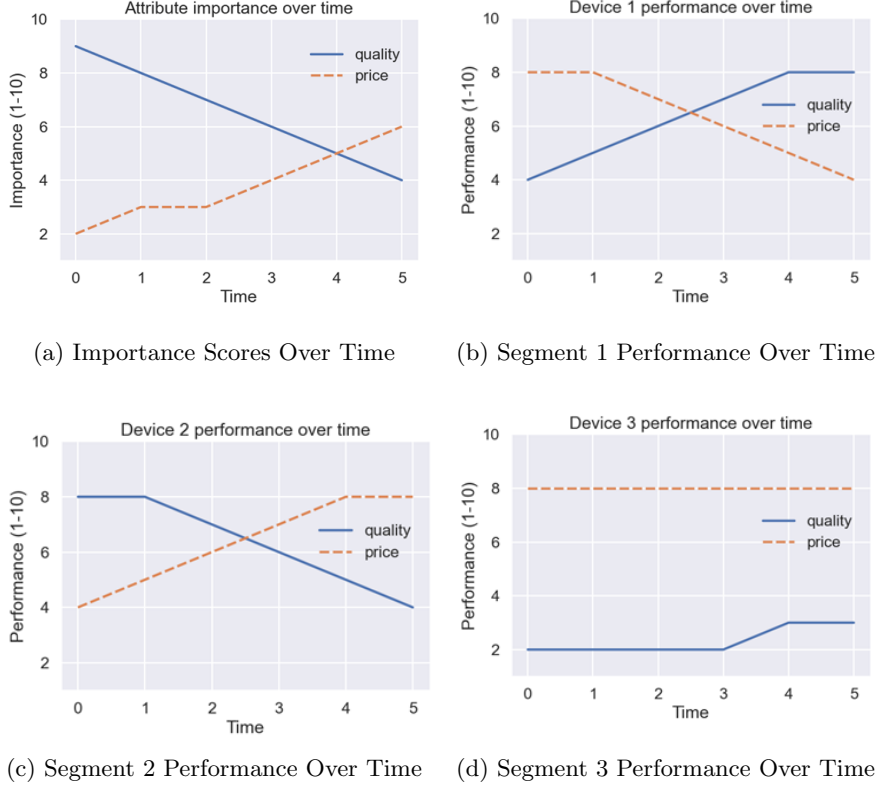 Attribute importance over time
10
8
6
4
2
Importance (1-10)
quality
price
0 1 2 3 4 5
Time
(a) Importance Scores Over Time
Device 1 performance over time
10
8
6
4
2
Performance (1-10)
quality
price
0 1 2 3 4 5
Time
(b) Segment 1 Performance Over Time
Device 2 performance over time
10
8
6
4
2
Performance (1-10)
quality
price
0 1 2 3 4 5
Time
(c) Segment 2 Performance Over Time
Device 3 performance over time
10
8
6
4
2
Performance (1-10)
quality
price
0 1 2 3 4 5
Time
(d) Segment 3 Performance Over Time